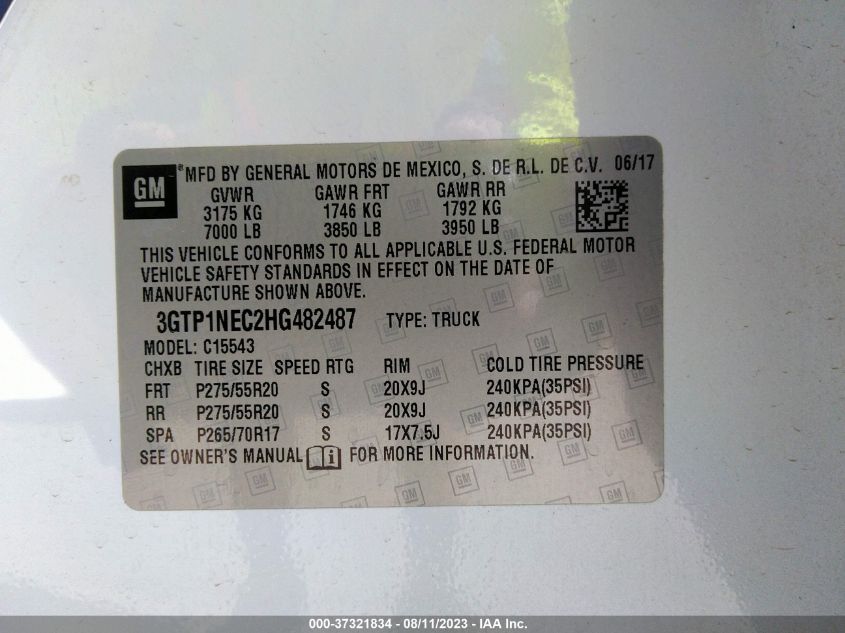 GM ® MFD BY GENERAL MOTORS DE MEXICO, S. DE R.L. DE C.V. 06/17
GVWR GAWR FRT GAWR RR
3175 KG 1746 KG 1792 KG
7000 LB 3850 LB 3950 LB
THIS VEHICLE CONFORMS TO ALL APPLICABLE U.S. FEDERAL MOTOR
VEHICLE SAFETY STANDARDS IN EFFECT ON THE DATE OF
MANUFACTURE SHOWN ABOVE.
3GTP1NEC2HG482487 TYPE: TRUCK
MODEL: C15543
CHXB TIRE SIZE SPEED RTG RIM COLD TIRE PRESSURE
FRT P275/55R20 S 20X9J 240KPA(35PSI)
RR P275/55R20 S 20X9J 240KPA(35PSI)
SPA P265/70R17 S 17X7.5J 240KPA(35PSI)
SEE OWNER'S MANUAL i FOR MORE INFORMATION.
000-37321834 - 08/11/2023 - IAA Inc.